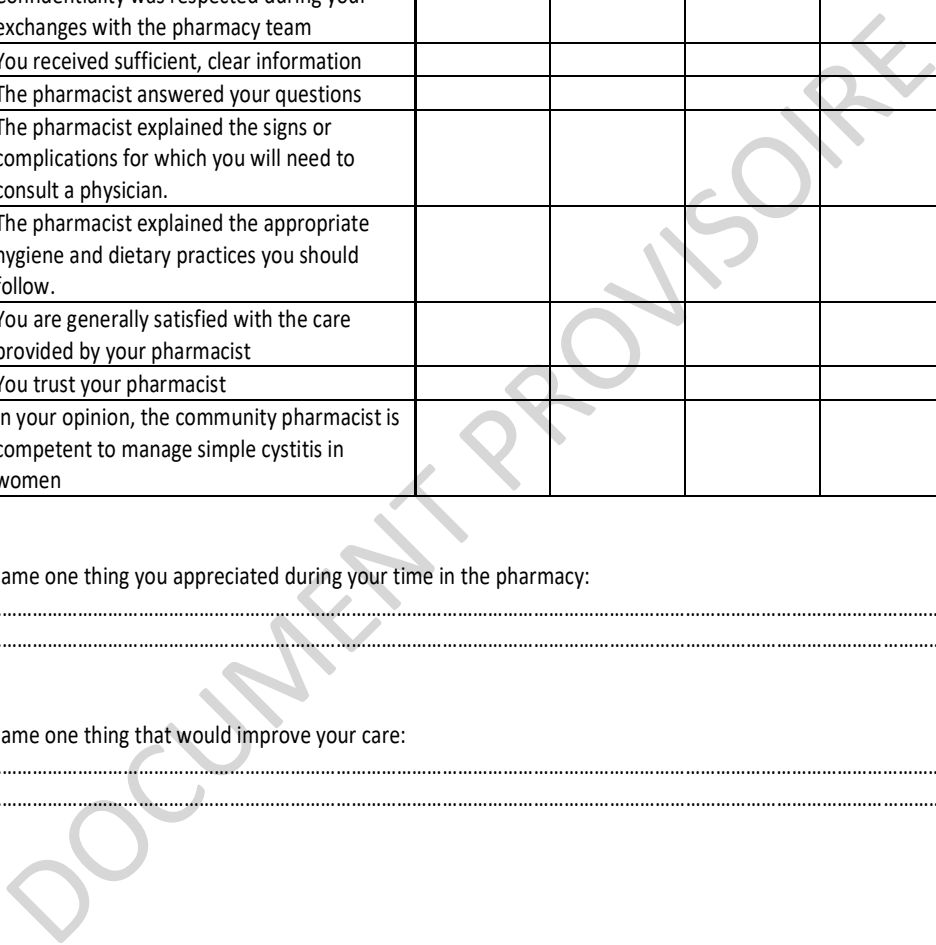 confidentiality was respected during your
exchanges with the pharmacy team
You received sufficient, clear information
The pharmacist answered your questions
The pharmacist explained the signs or
complications for which you will need to
consult a physician.
The pharmacist explained the appropriate
hygiene and dietary practices you should
follow.
You are generally satisfied with the care
provided by your pharmacist
You trust your pharmacist
In your opinion, the community pharmacist is
competent to manage simple cystitis in
women
ame one thing you appreciated during your time in the pharmacy:
ame one thing that would improve your care:
DOCUMENT PROVISOIRE